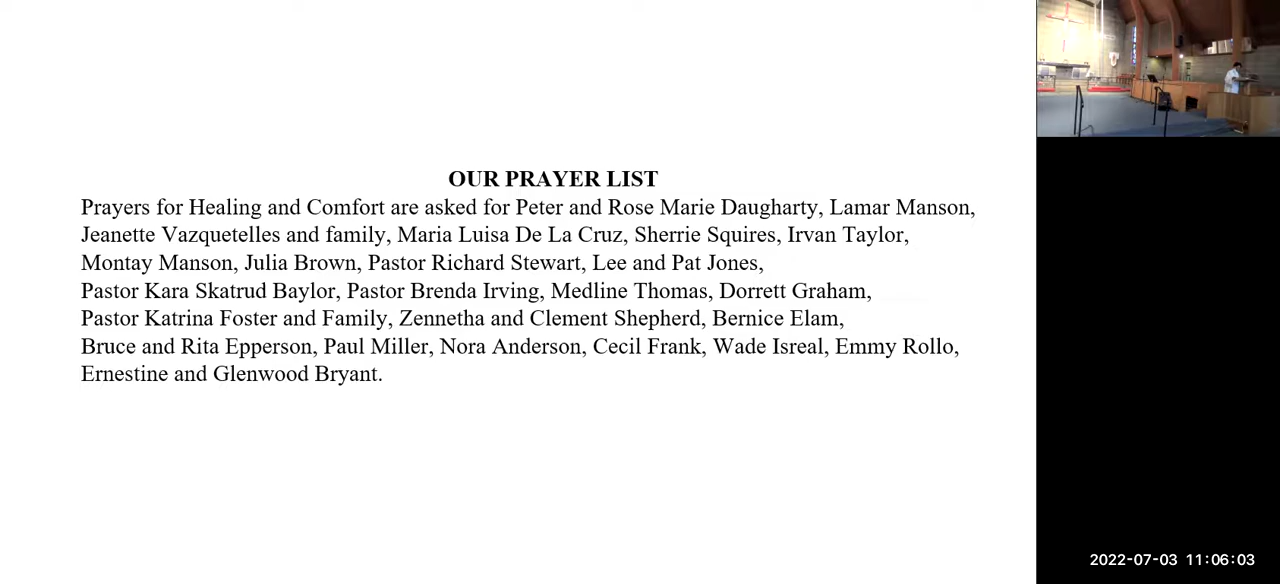 OUR PRAYER LIST
Prayers for Healing and Comfort are asked for Peter and Rose Marie Daugharty, Lamar Manson,
Jeanette Vazquetelles and family, Maria Luisa De La Cruz, Sherrie Squires, Irvan Taylor,
Montay Manson, Julia Brown, Pastor Richard Stewart, Lee and Pat Jones,
Pastor Kara Skatrud Baylor, Pastor Brenda Irving, Medline Thomas, Dorrett Graham,
Pastor Katrina Foster and Family, Zennetha and Clement Shepherd, Bernice Elam,
Bruce and Rita Epperson, Paul Miller, Nora Anderson, Cecil Frank, Wade Isreal, Emmy Rollo,
Ernestine and Glenwood Bryant.
2022-07-03 11:06:03